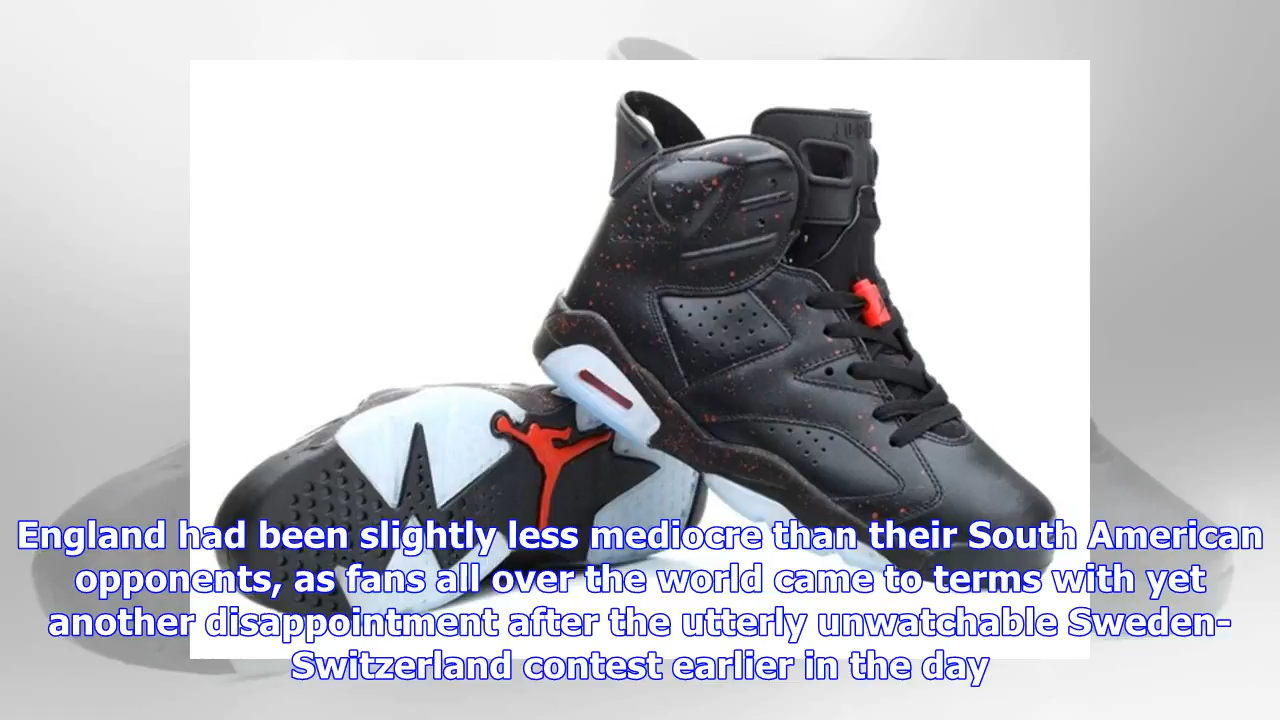 England had been slightly less mediocre than their South American
opponents, as fans all over the world came to terms with yet
another disappointment after the utterly unwatchable Sweden-
Switzerland contest earlier in the day